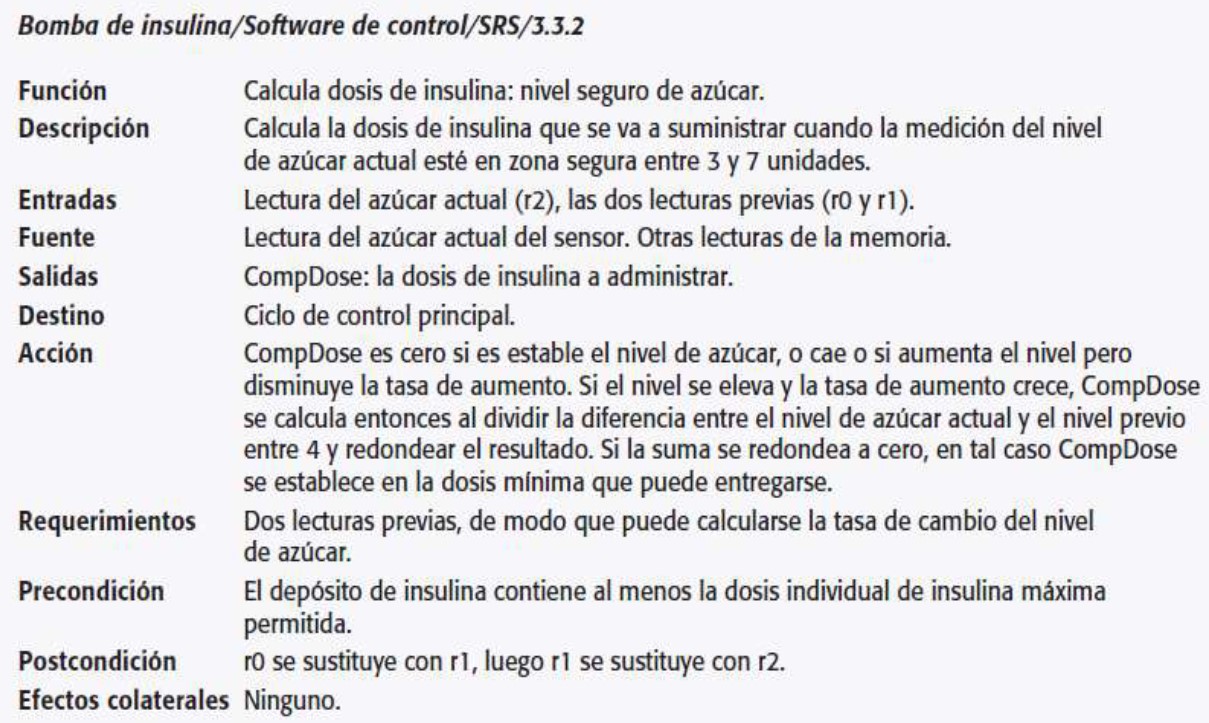 Bomba de insulina/Software de control/SRS/3.3.2
Función Calcula dosis de insulina: nivel seguro de azúcar.
Descripción Calcula la dosis de insulina que se va a suministrar cuando la medición del nivel
de azúcar actual esté en zona segura entre 3 y 7 unidades.
Entradas Lectura del azúcar actual (r2), las dos lecturas previas (r0 y r1).
Fuente Lectura del azúcar actual del sensor. Otras lecturas de la memoria.
Salidas CompDose: la dosis de insulina a administrar.
Destino Ciclo de control principal.
Acción CompDose es cero si es estable el nivel de azúcar, o cae o si aumenta el nivel pero
disminuye la tasa de aumento. Si el nivel se eleva y la tasa de aumento crece, CompDose
se calcula entonces al dividir la diferencia entre el nivel de azúcar actual y el nivel previo
entre 4 y redondear el resultado. Si la suma se redondea a cero, en tal caso CompDose
se establece en la dosis mínima que puede entregarse.
Requerimientos Dos lecturas previas, de modo que puede calcularse la tasa de cambio del nivel
de azúcar.
Precondición El depósito de insulina contiene al menos la dosis individual de insulina máxima
permitida.
Postcondición r0 se sustituye con r1, luego r1 se sustituye con r2.
Efectos colaterales Ninguno.